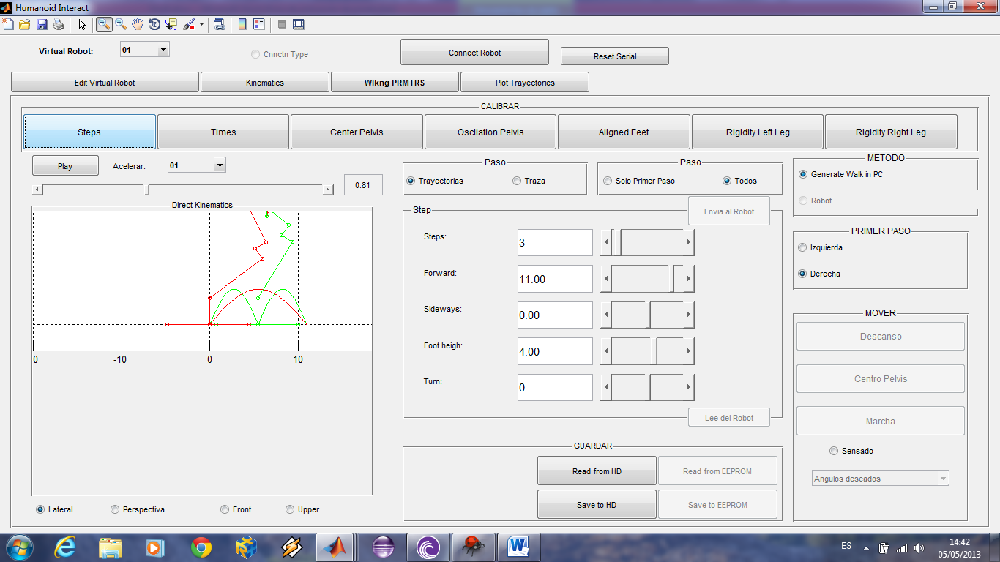 Humanoid Interact
Virtual Robot:
01
Cnnctn Type
Connect Robot
Reset Serial
Edit Virtual Robot
Kinematics
Wlkng PRMTRS
Plot Trayectories
CALIBRAR
Steps
Times
Center Pelvis
Oscilation Pelvis
Aligned Feet
Rigidity Left Leg
Rigidity Right Leg
Play
Acelerar:
01
0.81
Direct Kinematics
0
-10
0
10
Lateral
Perspectiva
Front
Upper
Paso
Trayectorias
Traza
Paso
Solo Primer Paso
Todos
Step
Envia al Robot
Steps:
3
Forward:
11.00
Sideways:
0.00
Foot heigh:
4.00
Turn:
0
Lee del Robot
GUARDAR
Read from HD
Read from EEPROM
Save to HD
Save to EEPROM
METODO
Generate Walk in PC
Robot
PRIMER PASO
Izquierda
Derecha
MOVER
Descanso
Centro Pelvis
Marcha
Sensado
Angulos deseados
ES
14:42
05/05/2013